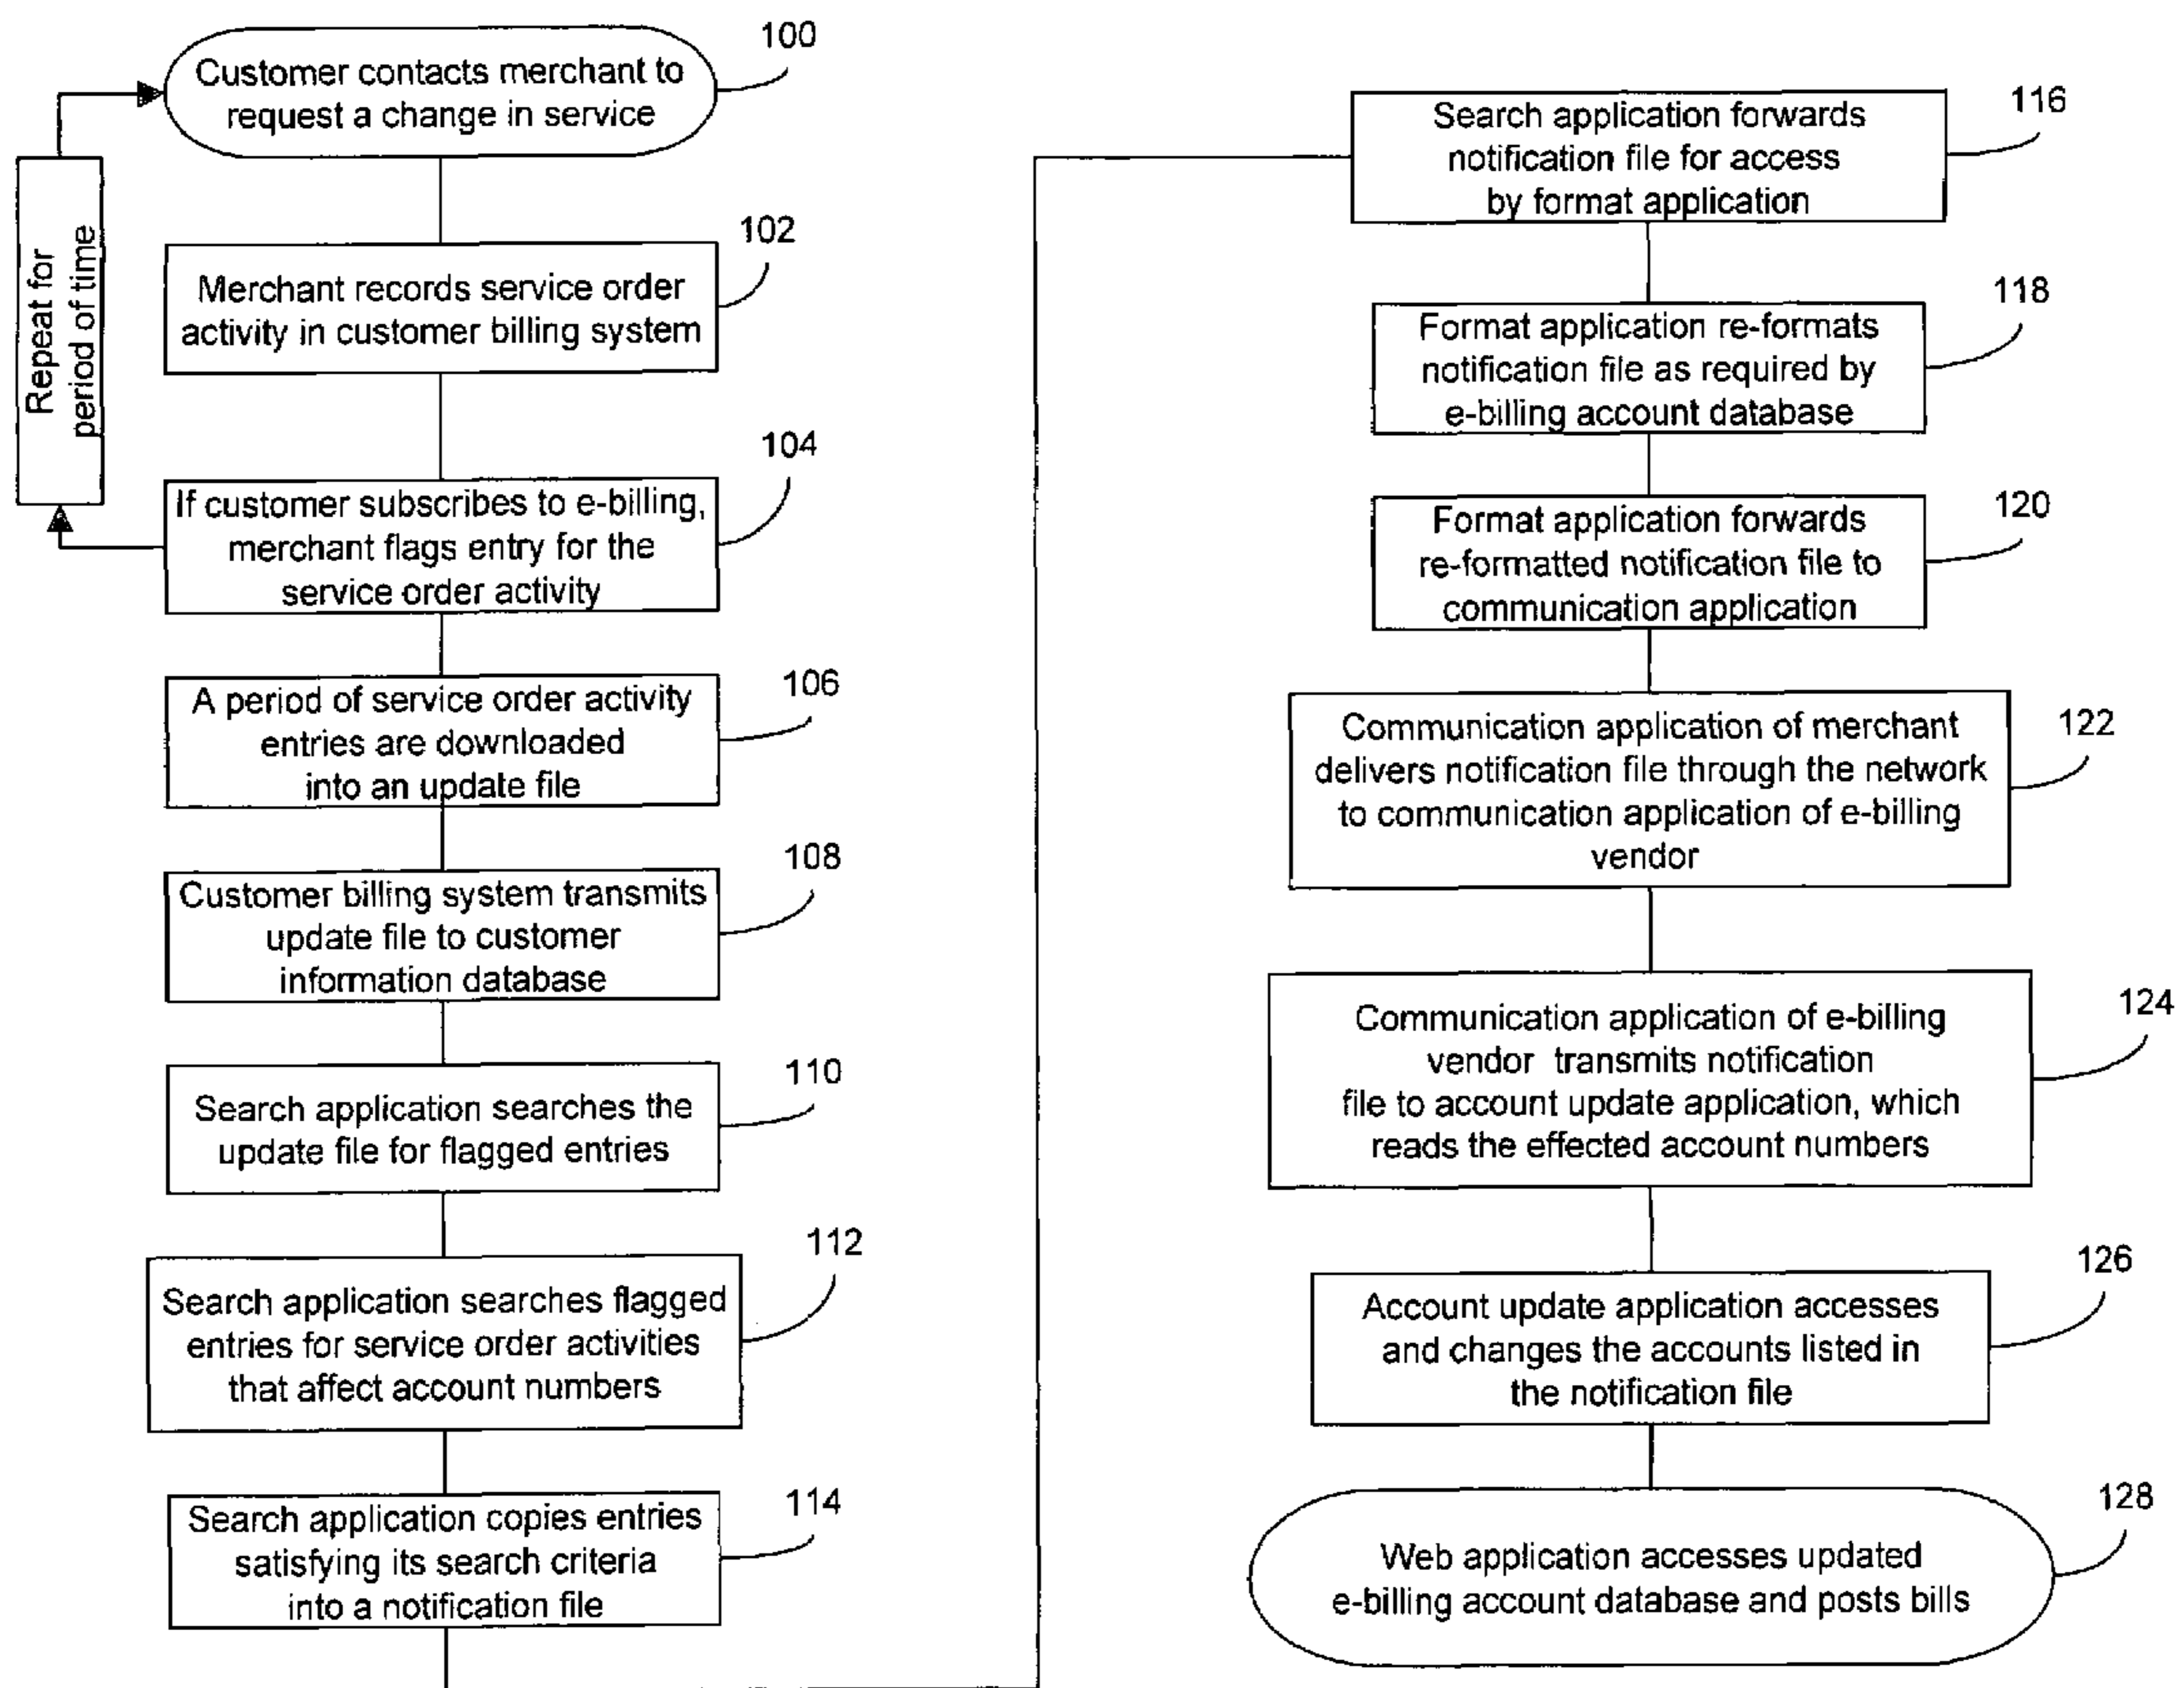 100
Customer contacts merchant to
request a change in service
Repeat for
period of time
102
Merchant records service order
activity in customer billing system
104
If customer subscribes to e-billing,
merchant flags entry for the
service order activity
106
A period of service order activity
entries are downloaded
into an update file
108
Customer billing system transmits
update file to customer
information database
110
Search application searches the
update file for flagged entries
112
Search application searches flagged
entries for service order activities
that affect account numbers
114
Search application copies entries
satisfying its search criteria
into a notification file
116
Search application forwards
notification file for access
by format application
118
Format application re-formats
notification file as required by
e-billing account database
120
Format application forwards
re-formatted notification file to
communication application
122
Communication application of merchant
delivers notification file through the network
to communication application of e-billing
vendor
124
Communication application of e-billing
vendor transmits notification
file to account update application, which
reads the effected account numbers
126
Account update application accesses
and changes the accounts listed in
the notification file
128
Web application accesses updated
e-billing account database and posts bills